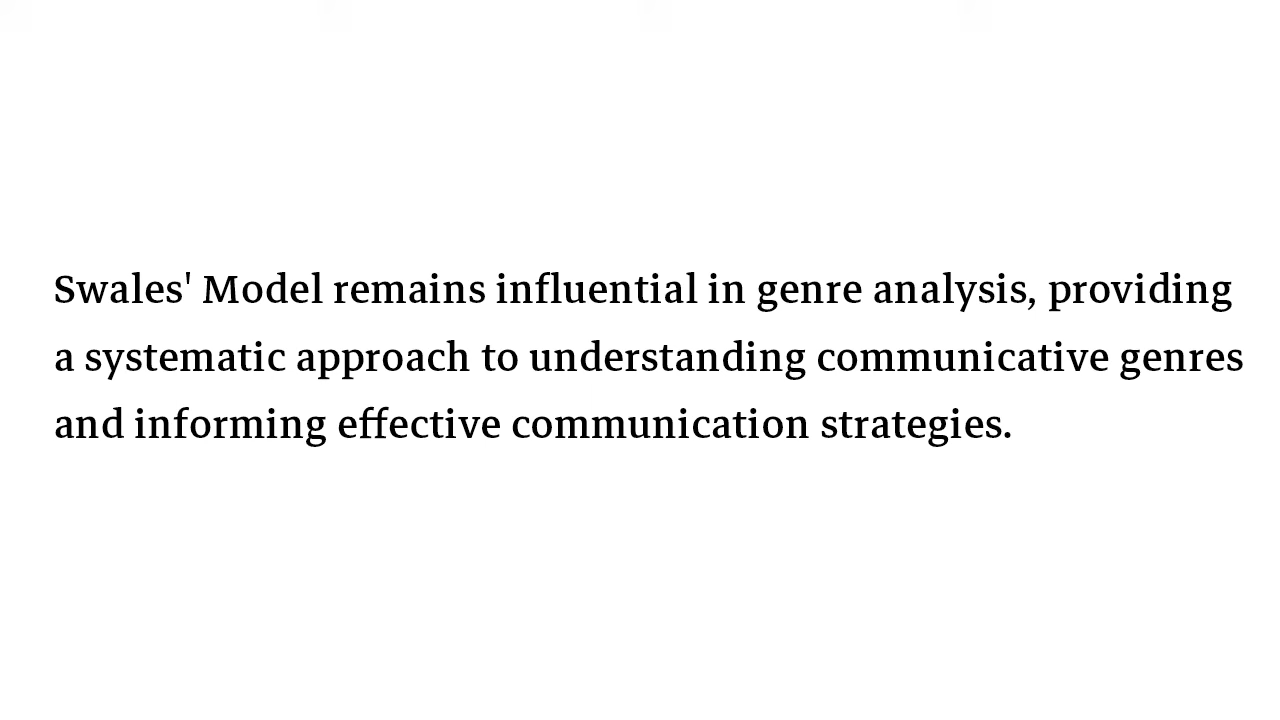 Swales' Model remains influential in genre analysis, providing
a systematic approach to understanding communicative genres
and informing effective communication strategies.